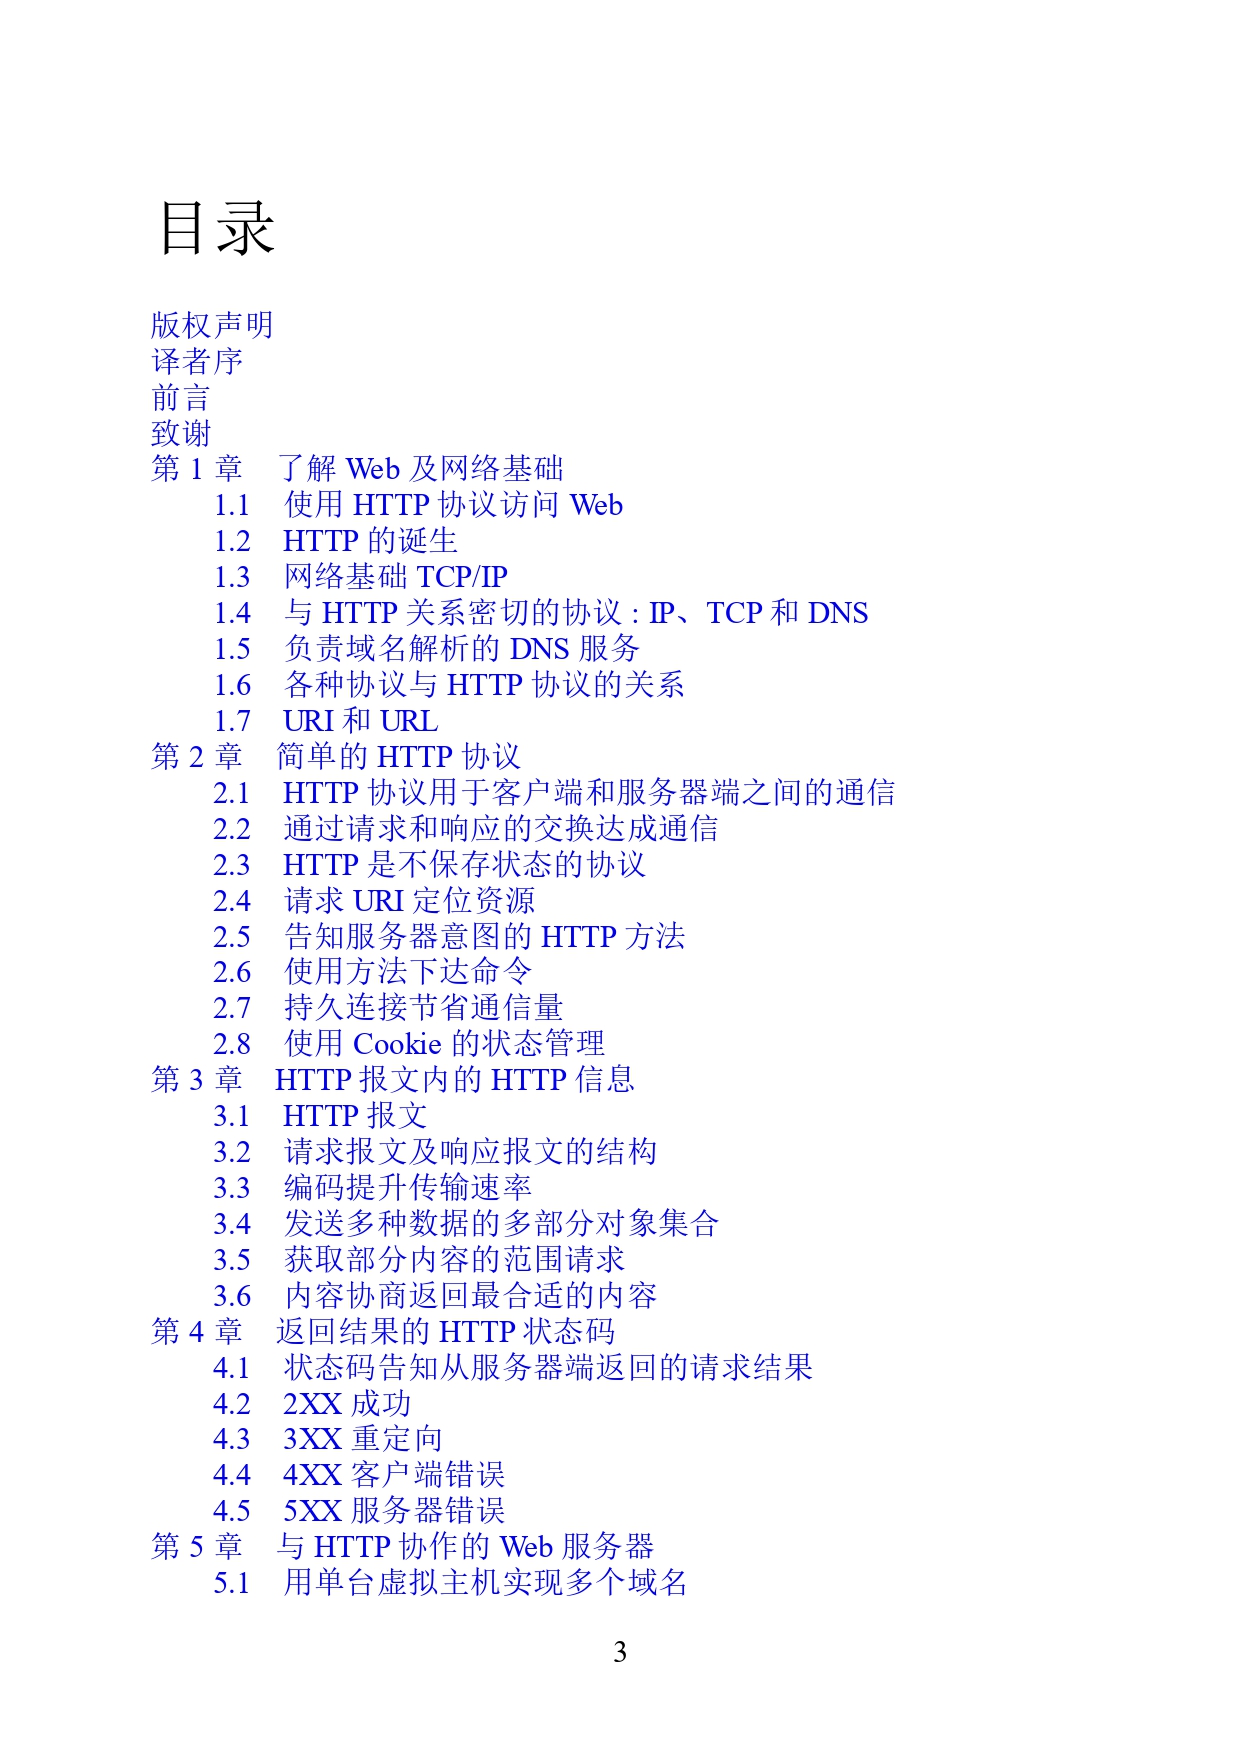 目录
版权声明
译者序
前言
致谢
第 1 章 了解 Web 及网络基础
1.1 使用 HTTP 协议访问 Web
1.2 HTTP 的诞生
1.3 网络基础 TCP/IP
1.4 与 HTTP 关系密切的协议 : IP、TCP 和 DNS
1.5 负责域名解析的 DNS 服务
1.6 各种协议与 HTTP 协议的关系
1.7 URI 和 URL
第 2 章 简单的 HTTP 协议
2.1 HTTP 协议用于客户端和服务器端之间的通信
2.2 通过请求和响应的交换达成通信
2.3 HTTP 是不保存状态的协议
2.4 请求 URI 定位资源
2.5 告知服务器意图的 HTTP 方法
2.6 使用方法下达命令
2.7 持久连接节省通信量
2.8 使用 Cookie 的状态管理
第 3 章 HTTP 报文内的 HTTP 信息
3.1 HTTP 报文
3.2 请求报文及响应报文的结构
3.3 编码提升传输速率
3.4 发送多种数据的多部分对象集合
3.5 获取部分内容的范围请求
3.6 内容协商返回最合适的内容
第 4 章 返回结果的 HTTP 状态码
4.1 状态码告知从服务器端返回的请求结果
4.2 2XX 成功
4.3 3XX 重定向
4.4 4XX 客户端错误
4.5 5XX 服务器错误
第 5 章 与 HTTP 协作的 Web 服务器
5.1 用单台虚拟主机实现多个域名
3